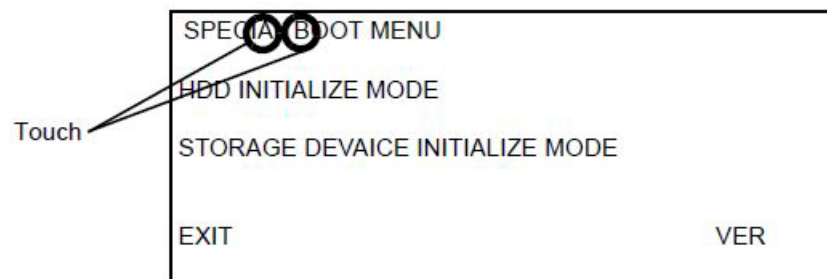 SPECIAL BOOT MENU
HDD INITIALIZE MODE
Touch
STORAGE DEVAICE INITIALIZE MODE
EXIT
VER